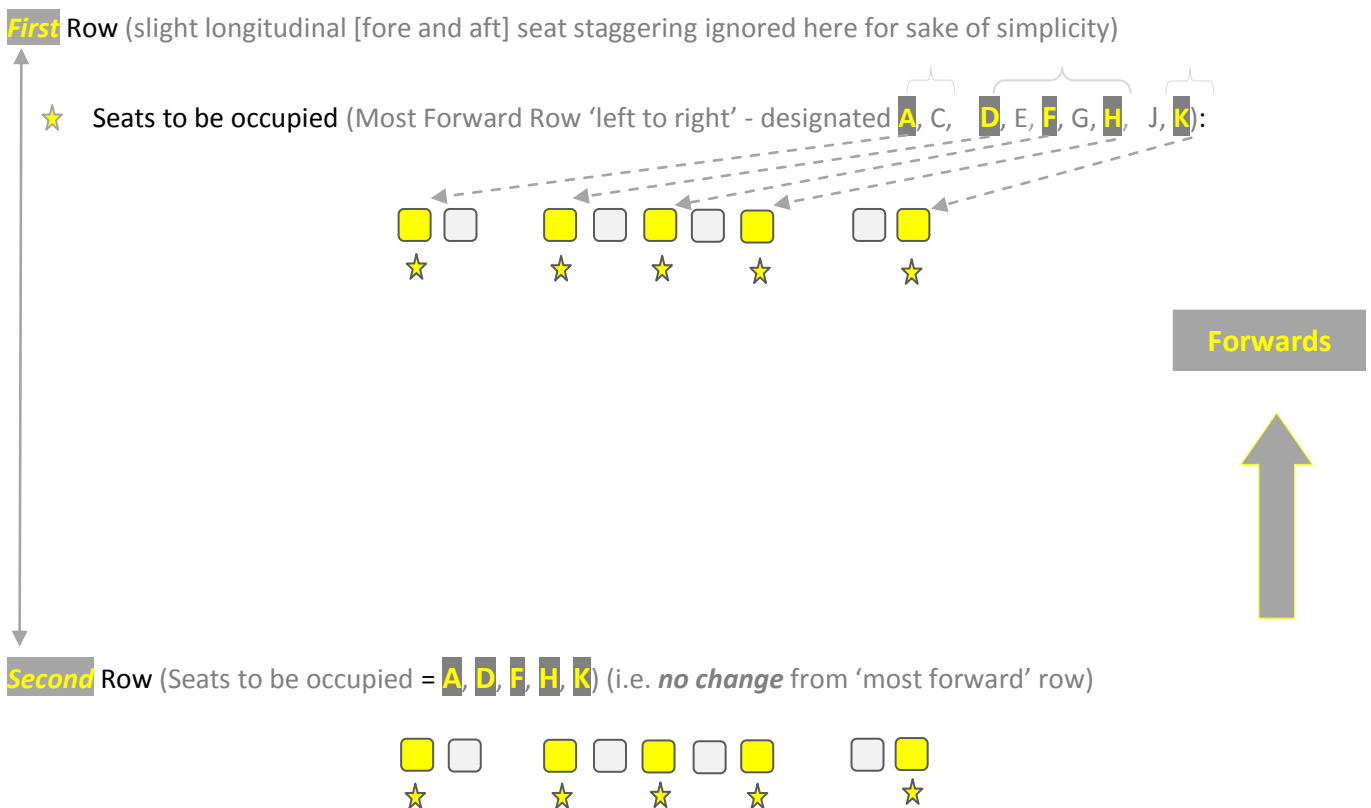 First Row (slight longitudinal [fore and aft] seat staggering ignored here for sake of simplicity)
Seats to be occupied (Most Forward Row ‘left to right’ - designated A, C, D, E, F, G, H, J, K):
Forwards
Second Row (Seats to be occupied = A, D, F, H, K) (i.e. no change from ‘most forward’ row)